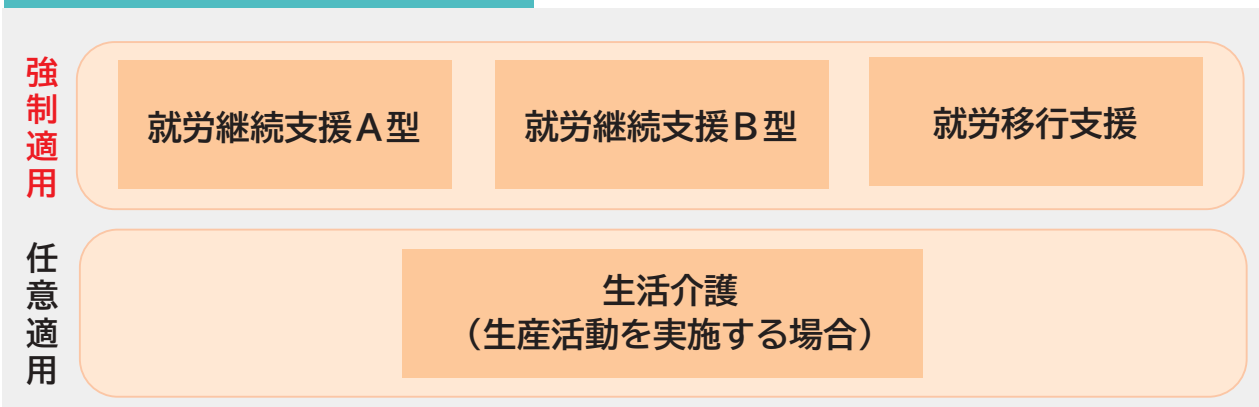 強制適用
就労継続支援A型
就労継続支援B型
就労移行支援
任意適用
生活介護
（生産活動を実施する場合）